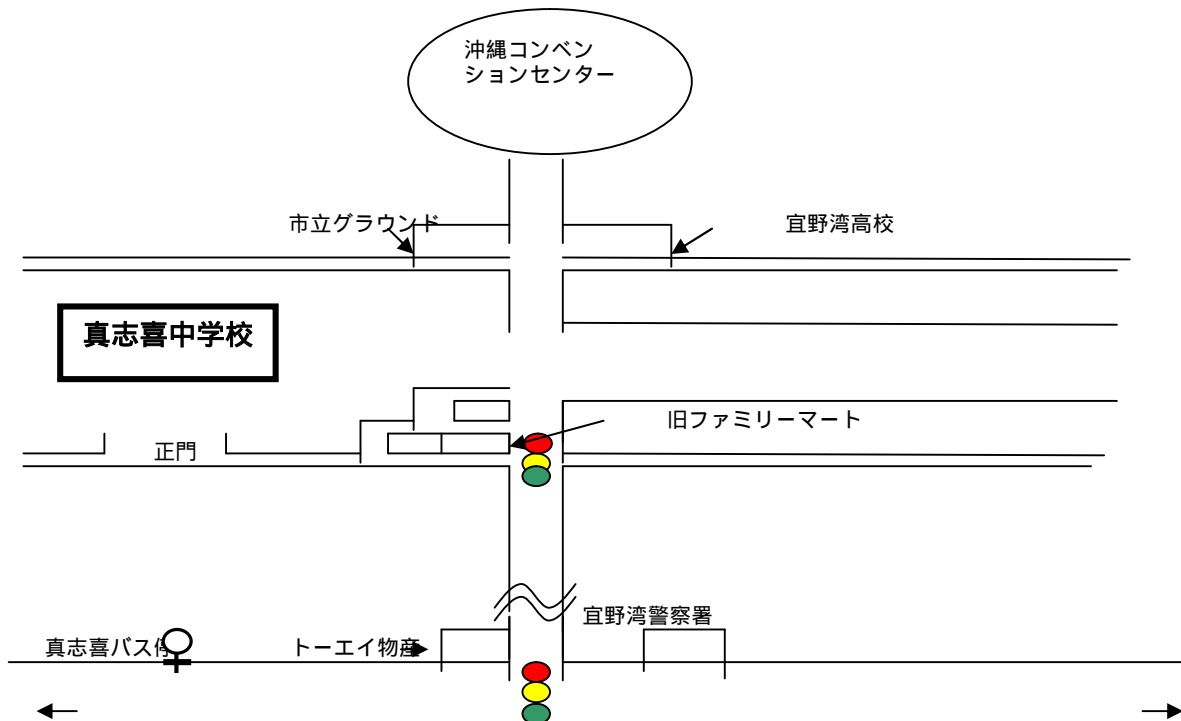 沖縄コンベン
ションセンター
市立グラウンド
宜野湾高校
真志喜中学校
旧ファミリーマート
正門
宜野湾警察署
真志喜バス停
トーエイ物産